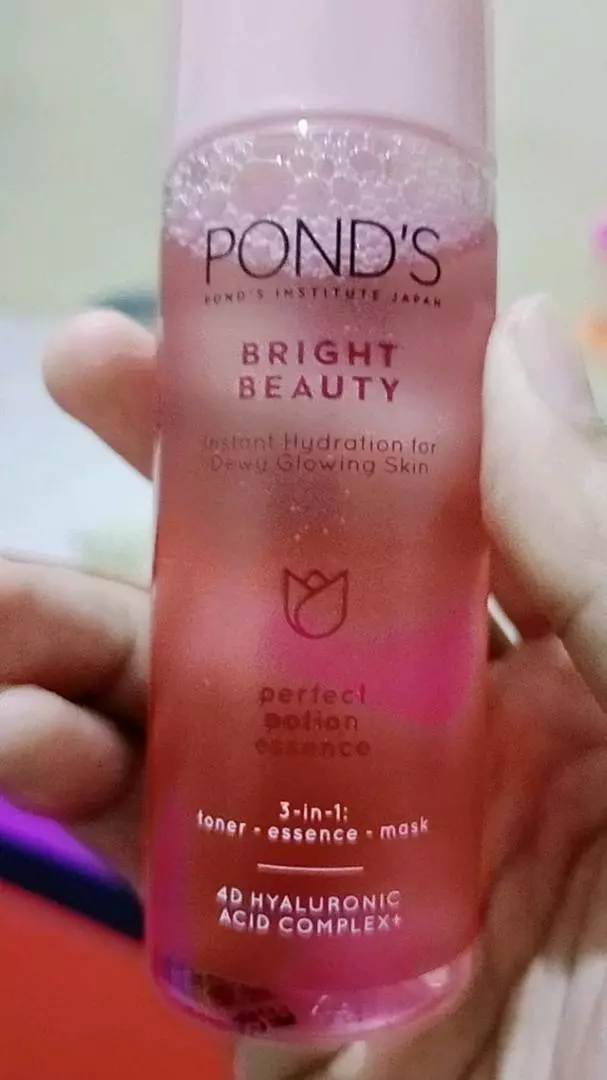 POND'S
POND'S INSTITUTE JAPAN
BRIGHT
BEAUTY
Instant Hydration for
Dewy Glowing Skin
perfect
potion
essence
3-in-1:
toner - essence - mask
4D HYALURONIC
ACID COMPLEX+